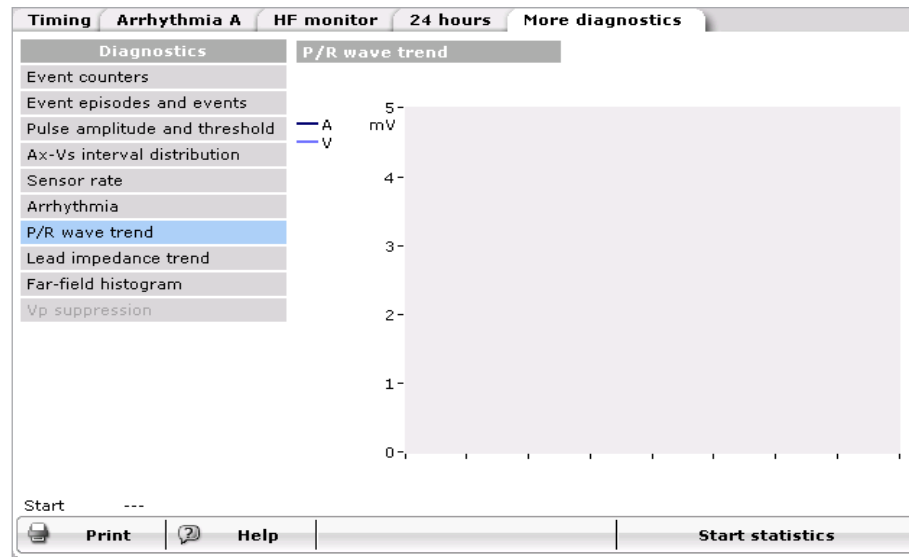 Timing Arrhythmia A HF monitor 24 hours More diagnostics
Diagnostics
Event counters
Event episodes and events
Pulse amplitude and threshold
Ax-Vs interval distribution
Sensor rate
Arrhythmia
P/R wave trend
Lead impedance trend
Far-field histogram
Vp suppression
P/R wave trend
A
V
5
mV
4
3
2
1
0
Start ---
Print Help Start statistics